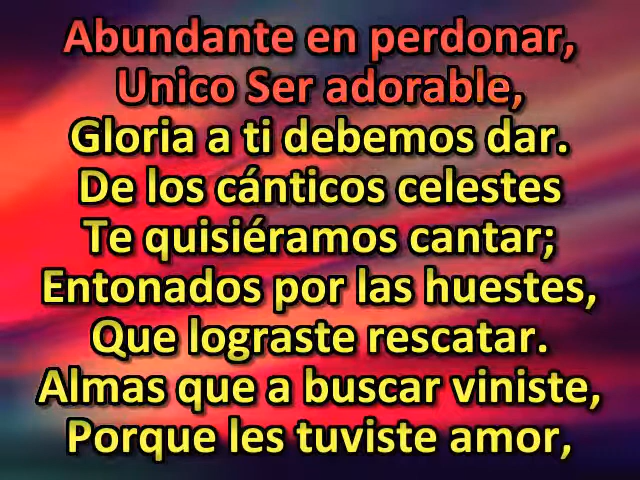 Abundante en perdonar,
Unico Ser adorable,
Gloria a ti debemos dar.
De los cánticos celestes
Te quisiéramos cantar;
Entonados por las huestes,
Que lograste rescatar.
Almas que a buscar viniste,
Porque les tuviste amor,